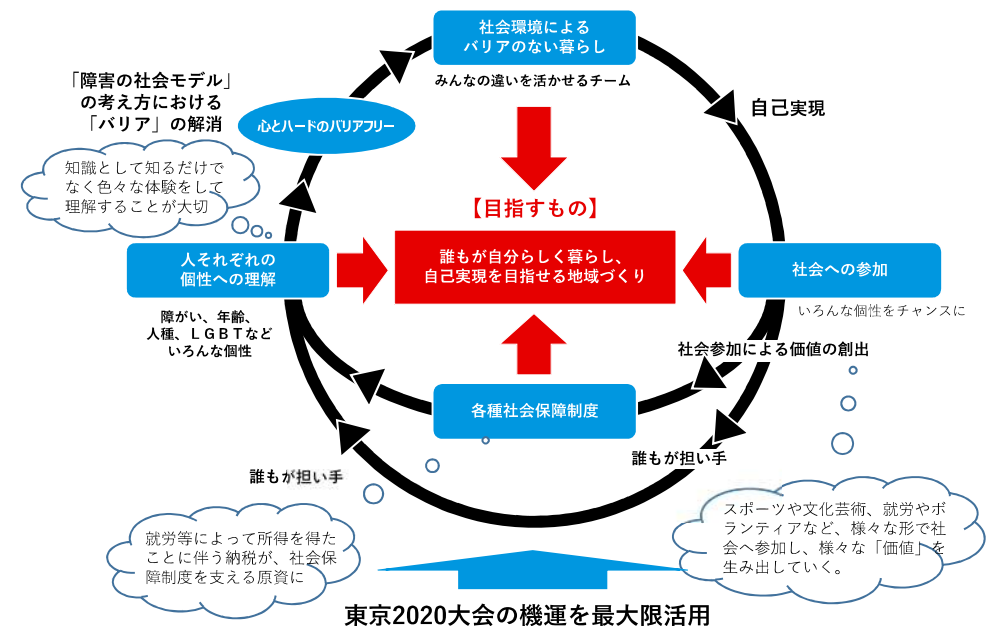 社会環境による
バリアのない暮らし
みんなの違いを活かせるチーム
「障害の社会モデル」
の考え方における
「バリア」の解消
心とハードのバリアフリー
自己実現
知識として知るだけで
なく色々な体験をして
理解することが大切
【目指すもの】
誰もが自分らしく暮らし、
自己実現を目指せる地域づくり
人それぞれの
個性への理解
障がい、年齢、
人種、ＬＧＢＴなど
いろんな個性
社会への参加
いろんな個性をチャンスに
社会参加による価値の創出
各種社会保障制度
誰もが担い手
誰もが担い手
就労等によって所得を得た
ことに伴う納税が、社会保
障制度を支える原資に
スポーツや文化芸術、就労やボ
ランティアなど、様々な形で社
会へ参加し、様々な「価値」を
生み出していく。
東京2020大会の機運を最大限活用